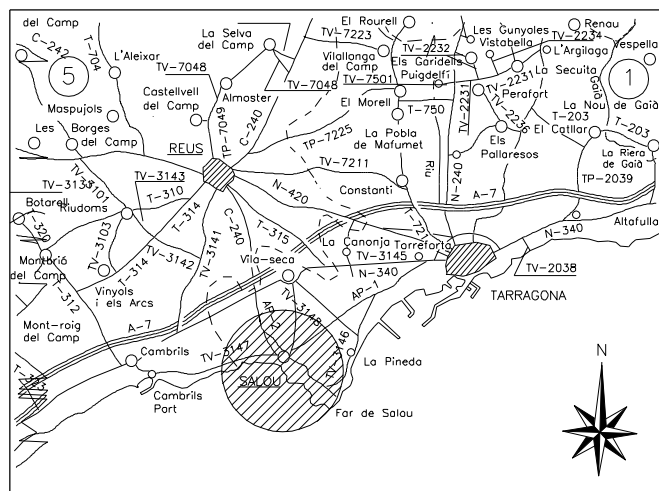 del Camp
La Selva
del Camp
TV-7223
El Rourell
TV-2232
Les Gunyoles
Vistabella
Renau
TV-2234
C-242
T-704
L'Aleixar
5
TV-7048
TV-7048
Vilallonga
del Camp
Els Garidells
Puigdelfí
L'Argilaga
Vespella
TV-7501
TV-2231
La Secuita
Gaià
1
Maspujols
Castellvell
del Camp
Almoster
TP-7049
C-240
El Morell
T-750
TV-2231
Perafort
TV-2236
La Nou
de Gaià
T-203
Les Borges
del Camp
REUS
TP-7225
La Pobla
de Mafumet
Els
Pallaresos
El Catllar
T-203
La Riera
de Gaià
TV-7211
Riu
TV-3143
TV-3133
TV-3101
T-310
N-420
Constantí
N-240
A-7
TP-2039
Botarell
Riudoms
T-314
C-240
T-315
T-721
Altafulla
T-320
TV-3103
TV-3141
La Canonja
Torreforta
N-340
Montbrió
del Camp
TV-3142
Vila-seca
TV-3145
TV-2038
T-312
Vinyols
i els Arcs
T-314
N-340
AP-1
TARRAGONA
Mont-roig
del Camp
A-7
AP-2
TV-3148
TV-3146
TV-3147
Cambrils
La Pineda
N
T-323
SALOU
Cambrils
Port
Far de Salou